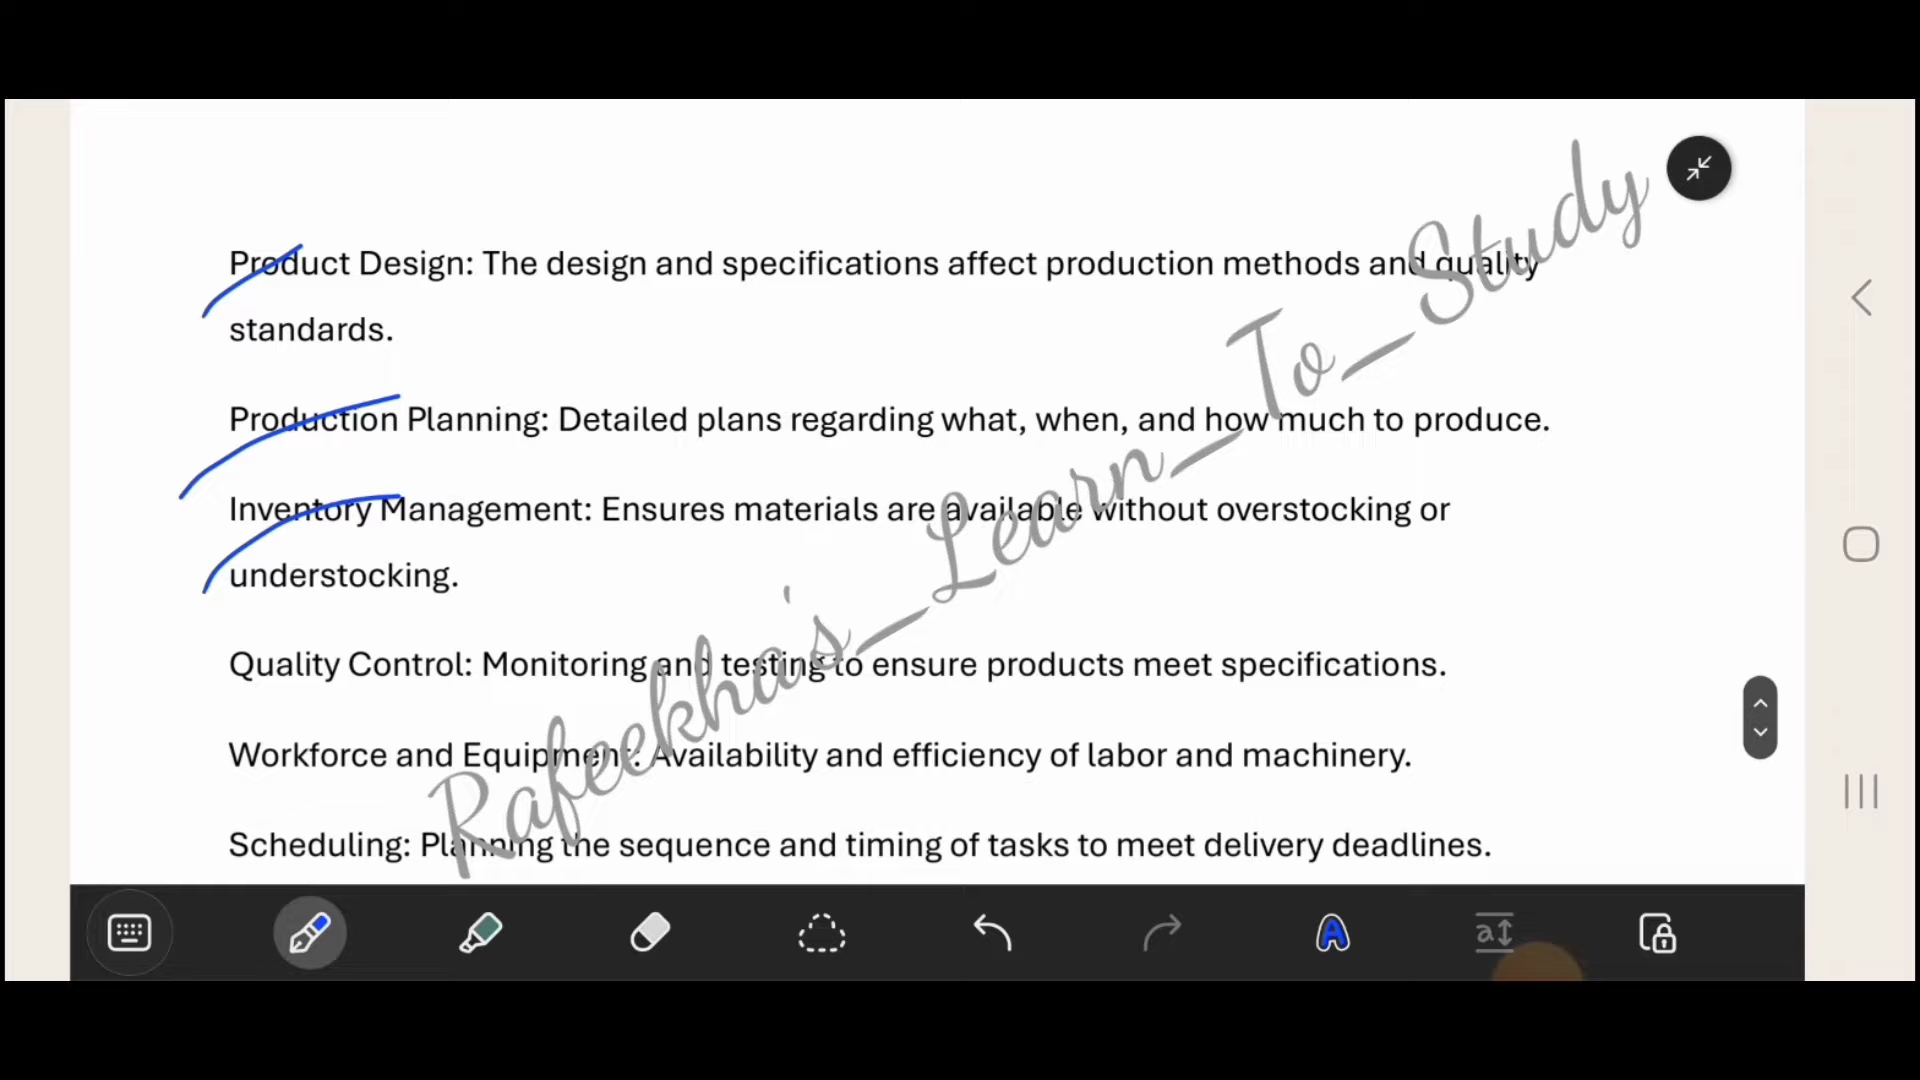 Product Design: The design and specifications affect production methods and quality
standards.
Production Planning: Detailed plans regarding what, when, and how much to produce.
Inventory Management: Ensures materials are available without overstocking or
understocking.
Quality Control: Monitoring and testing to ensure products meet specifications.
Workforce and Equipment: Availability and efficiency of labor and machinery.
Scheduling: Planning the sequence and timing of tasks to meet delivery deadlines.
Rafeekha's_Learn_To_Study
A
a